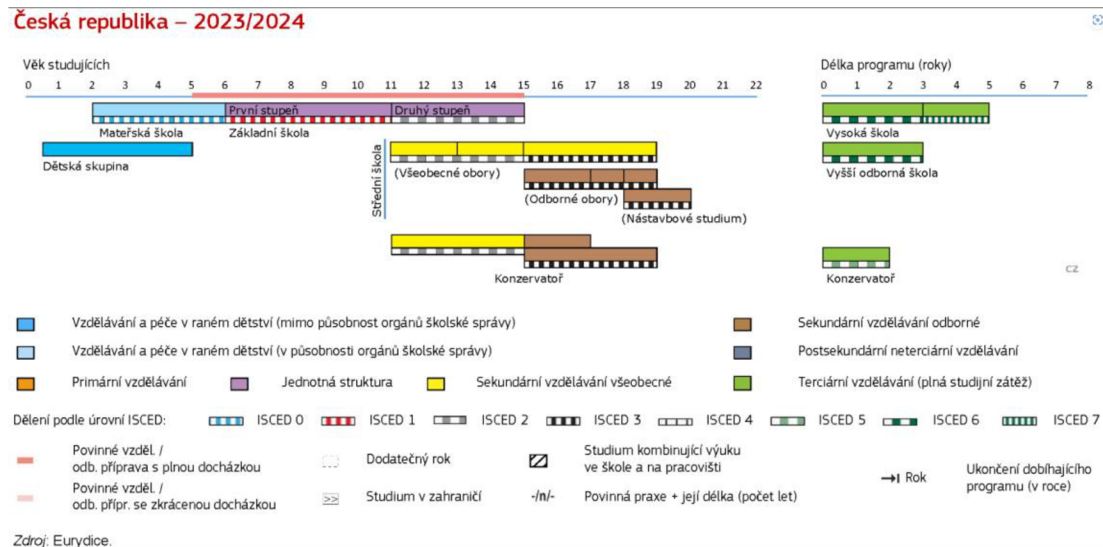 Česká republika – 2023/2024
Věk studujících
Délka programu (roky)
0 1 2 3 4 5 6 7 8 9 10 11 12 13 14 15 16 17 18 19 20 21 22
0 1 2 3 4 5 6 7 8
První stupeň
Druhý stupeň
Mateřská škola
Základní škola
Vysoká škola
Dětská skupina
Střední škola
(Všeobecné obory)
Vyšší odborná škola
(Odborné obory)
(Nástavbové studium)
Konzervatoř
Konzervatoř
CZ
Vzdělávání a péče v raném dětství (mimo působnost orgánů školské správy)
Sekundární vzdělávání odborné
Vzdělávání a péče v raném dětství (v působnosti orgánů školské správy)
Postsekundární neterciární vzdělávání
Primární vzdělávání
Jednotná struktura
Sekundární vzdělávání všeobecné
Terciární vzdělávání (plná studijní zátěž)
Dělení podle úrovní ISCED: ISCED 0 ISCED 1 ISCED 2 ISCED 3 ISCED 4 ISCED 5 ISCED 6 ISCED 7
Povinné vzděl. /
odb. příprava s plnou docházkou
Dodatečný rok
Studium kombinující výuku
ve škole a na pracovišti
Rok
Ukončení dobíhajícího
programu (v roce)
Povinné vzděl. /
odb. přípr. se zkrácenou docházkou
>> Studium v zahraničí
-/n/- Povinná praxe + její délka (počet let)
Zdroj: Eurydice.